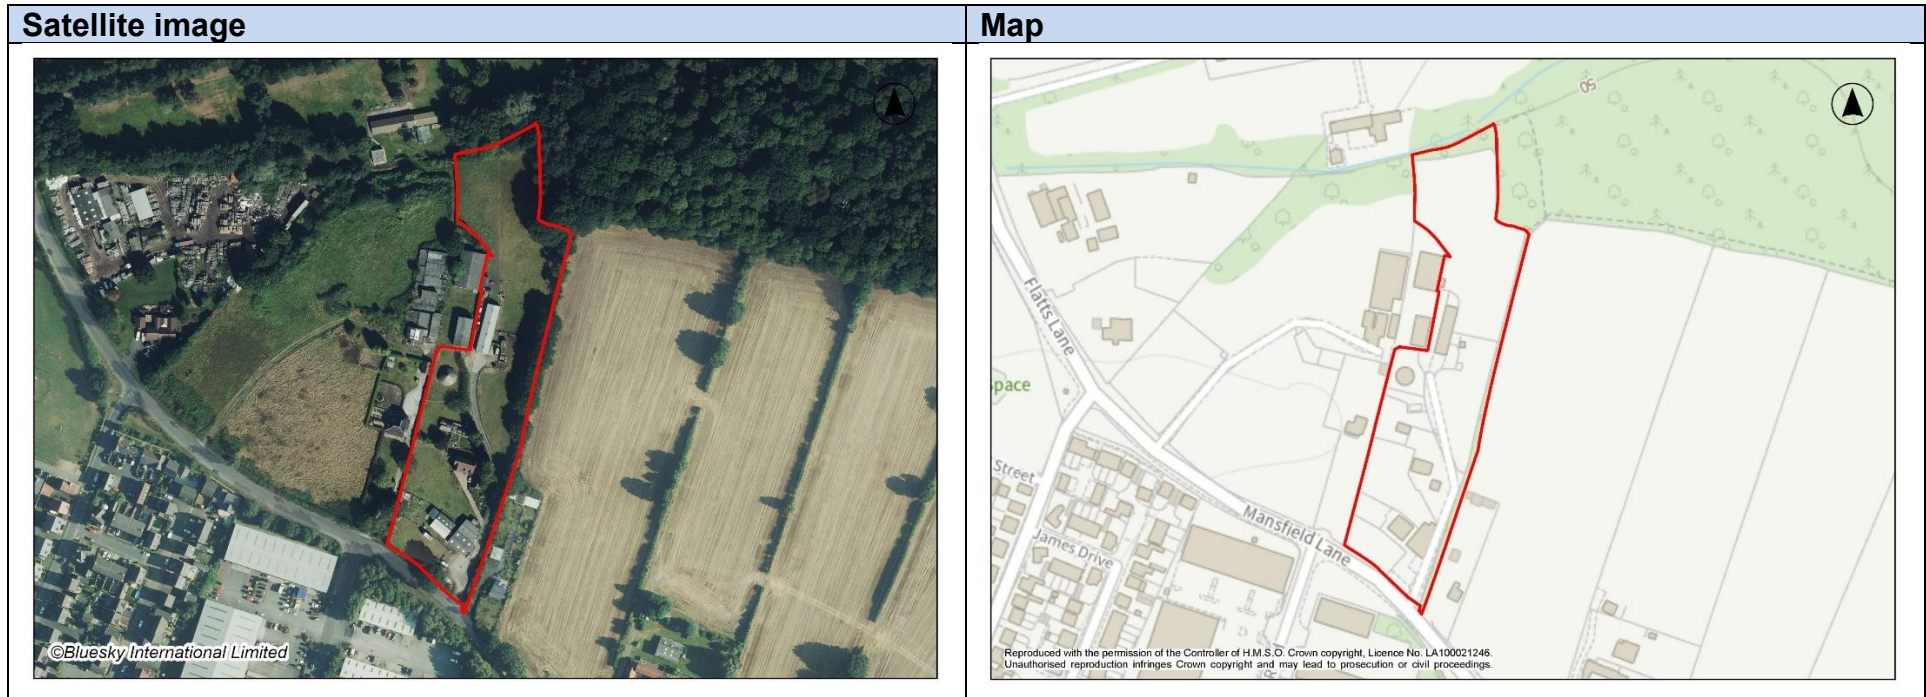 Satellite image
Map
©Bluesky International Limited
50
Flatts Lane
pace
Street
James Drive
Mansfield Lane
R
Reproduced with the permission of the Controller of H.M.S.O. Crown copyright, Licence No. LA100021246.
Unauthorised reproduction infringes Crown copyright and may lead to prosecution or civil proceedings.